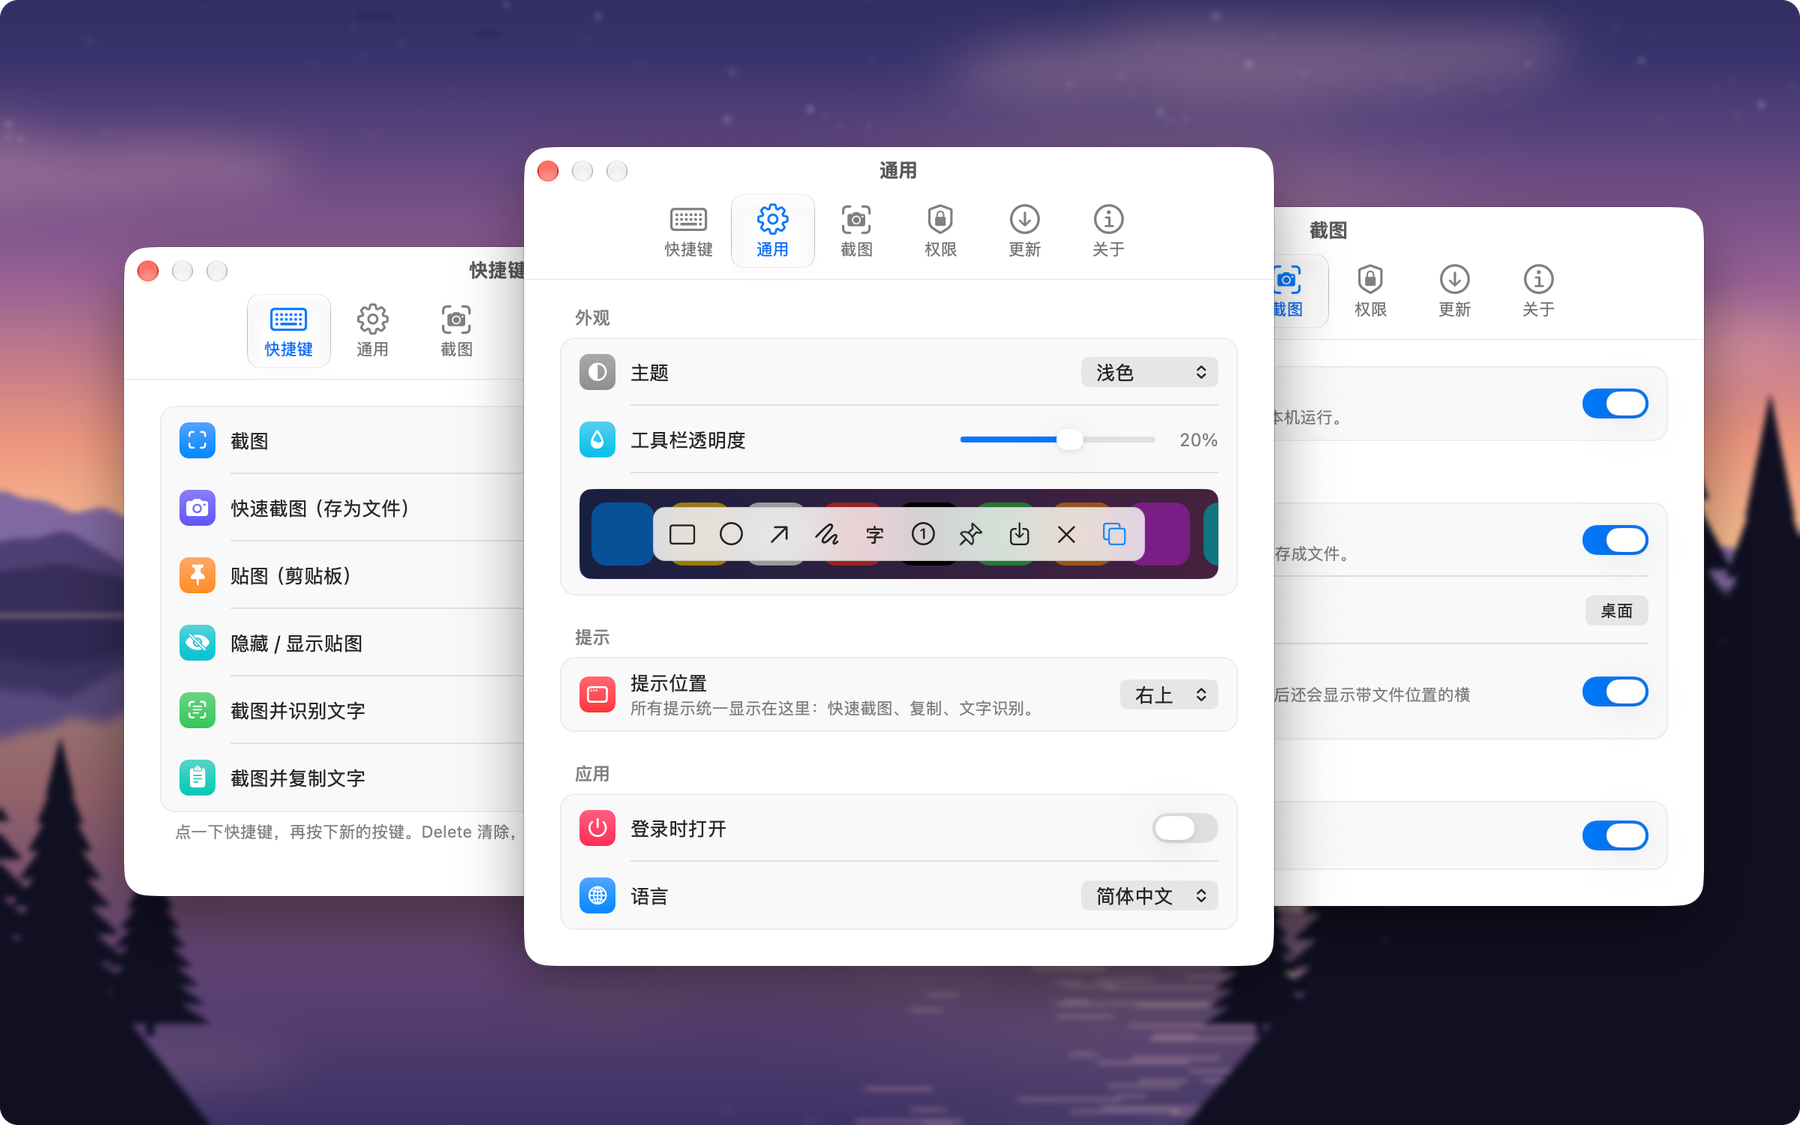 快捷键
快捷键
通用
截图
截图
快速截图（存为文件）
贴图（剪贴板）
隐藏 / 显示贴图
截图并识别文字
截图并复制文字
点一下快捷键，再按下新的按键。Delete 清除，
通用
快捷键
通用
截图
权限
更新
关于
外观
主题
浅色
工具栏透明度
20%
字
1
提示
提示位置
所有提示统一显示在这里：快速截图、复制、文字识别。
右上
应用
登录时打开
语言
简体中文
截图
截图
权限
更新
关于
本机运行。
存成文件。
桌面
后还会显示带文件位置的横